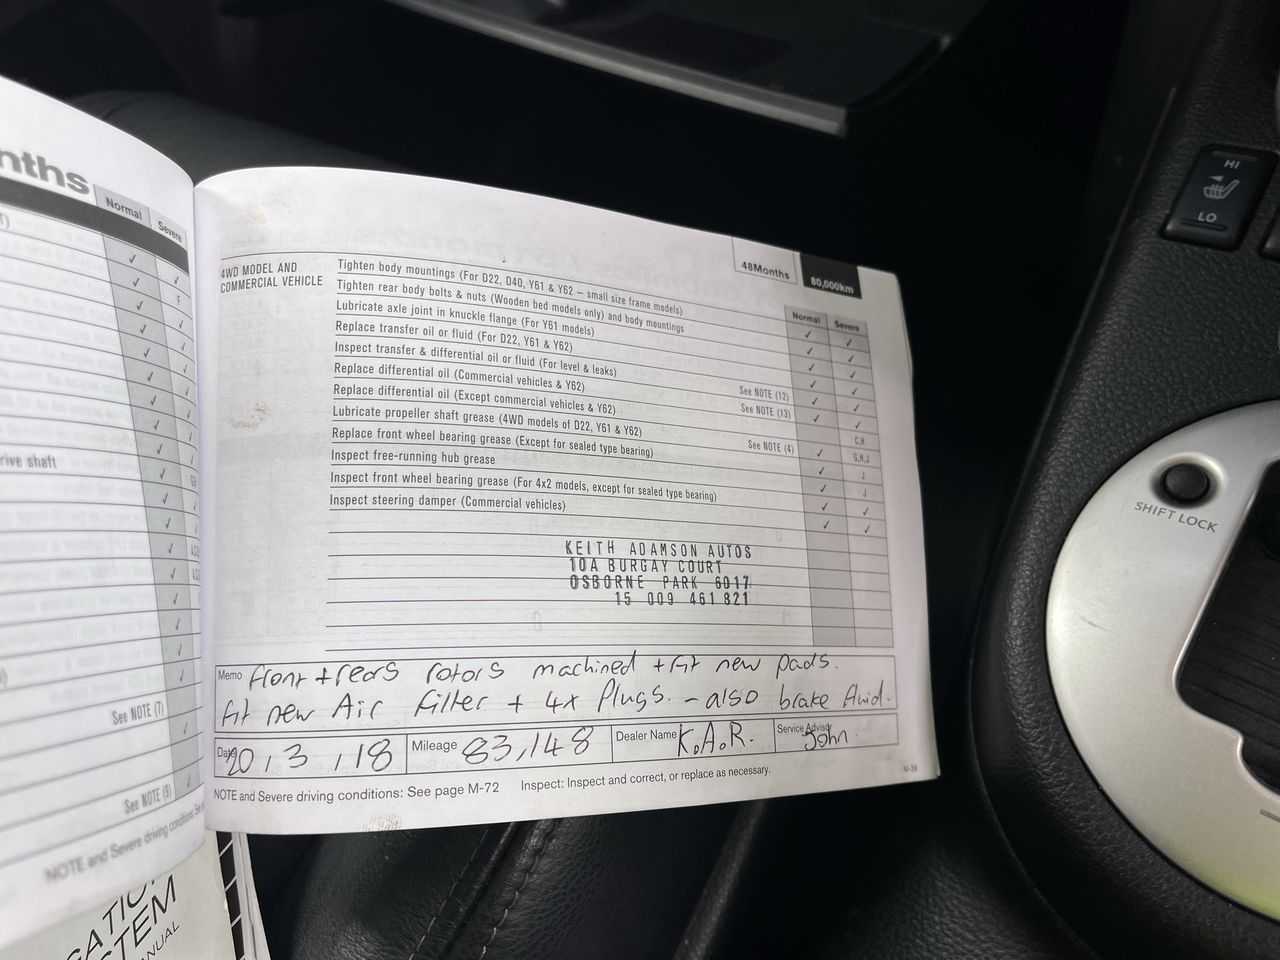 nths
Normal
Severe
rive shaft
See NOTE (7)
See NOTE (9)
NOTE and Severe driving conditions: See
STEM
48Months
80,000km
Normal Severe
4WD MODEL AND
COMMERCIAL VEHICLE
Tighten body mountings (For D22, D40, Y61 & Y62 – small size frame models)
Tighten rear body bolts & nuts (Wooden bed models only) and body mountings
Lubricate axle joint in knuckle flange (For Y61 models)
Replace transfer oil or fluid (For D22, Y61 & Y62)
Inspect transfer & differential oil or fluid (For level & leaks)
Replace differential oil (Commercial vehicles & Y62) See NOTE (12)
Replace differential oil (Except commercial vehicles & Y62) See NOTE (13)
Lubricate propeller shaft grease (4WD models of D22, Y61 & Y62) C,H
Replace front wheel bearing grease (Except for sealed type bearing) See NOTE (4) G,H,J
Inspect free-running hub grease J
Inspect front wheel bearing grease (For 4x2 models, except for sealed type bearing) J
Inspect steering damper (Commercial vehicles)
KEITH ADAMSON AUTOS
10A BURGAY COURT
OSBORNE PARK 6017
15 009 461 821
Memo front + rears rotors machined + fit new pads.
fit new Air Filter + 4x Plugs. - also brake fluid.
Date 20, 3, 18 Mileage 83,148 Dealer Name K.A.R. Service Advisor John
NOTE and Severe driving conditions: See page M-72 Inspect: Inspect and correct, or replace as necessary.
HI
LO
SHIFT LOCK